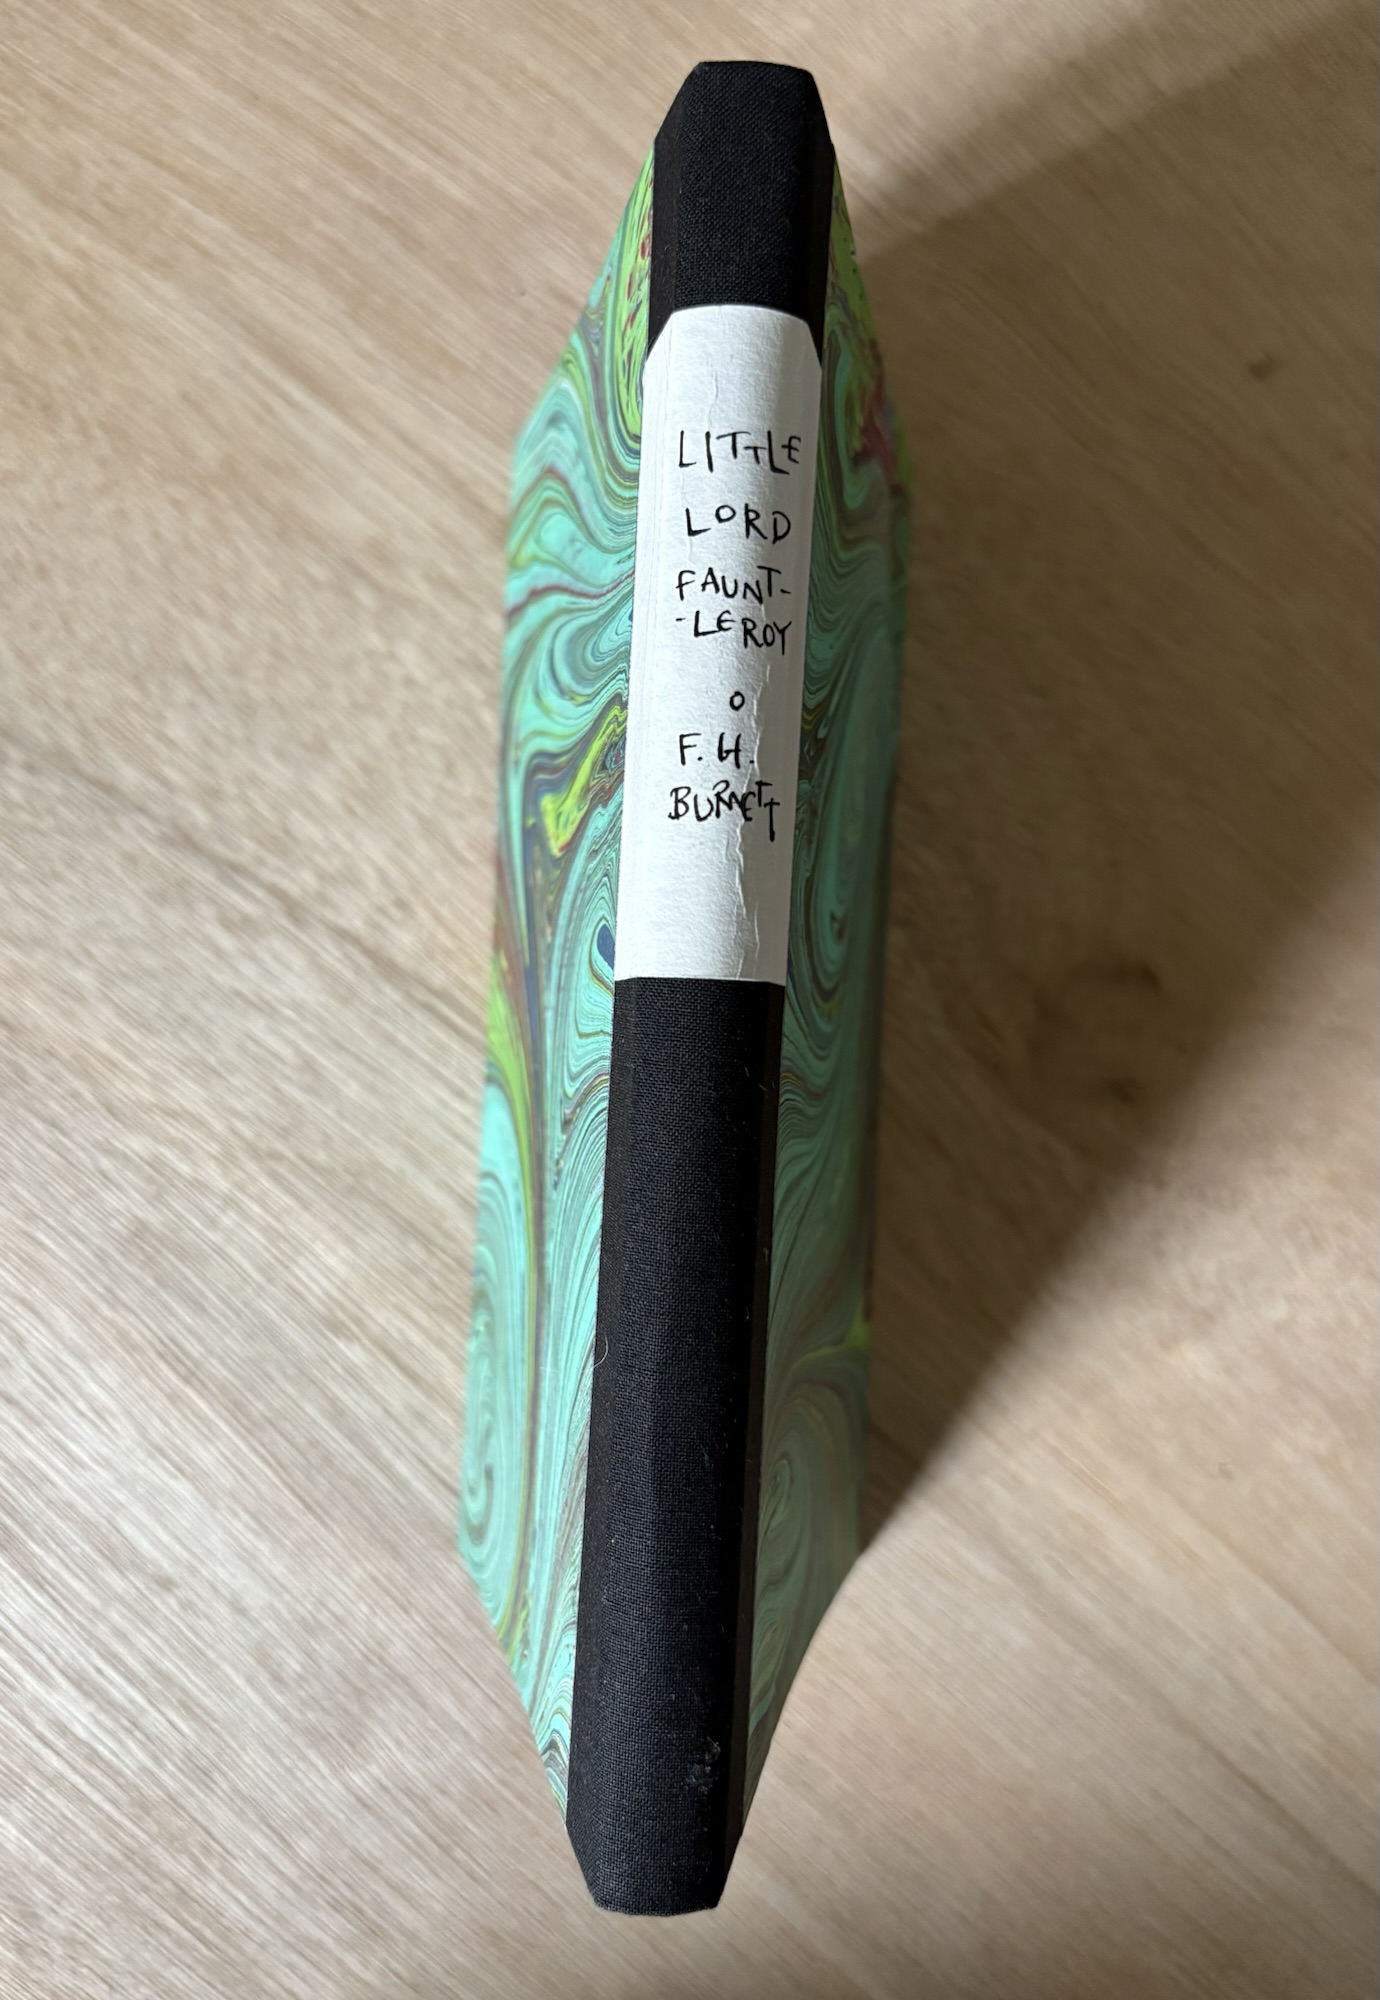 LITTLE
LORD
FAUNT-
-LEROY
o
F. H.
BURNETT